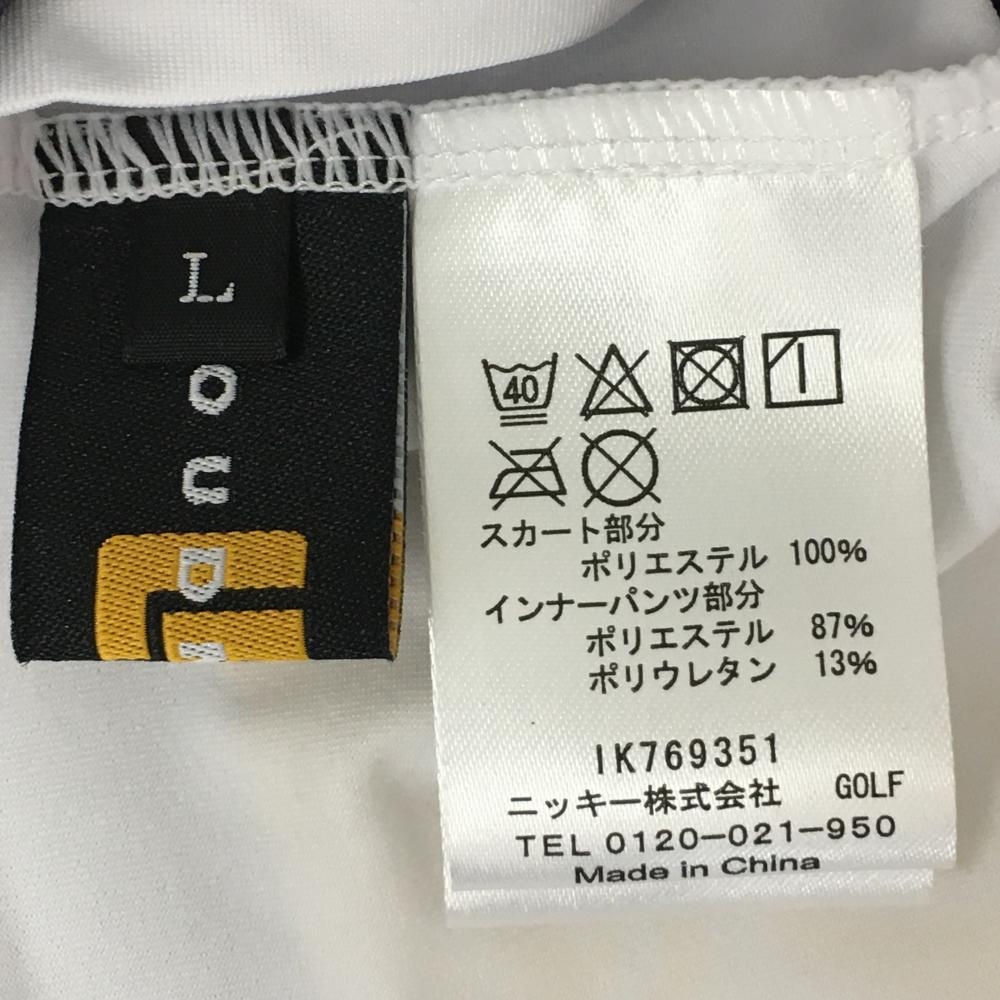 L
O
C
D
40
スカート部分
ポリエステル 100%
インナーパンツ部分
ポリエステル 87%
ポリウレタン 13%
IK769351
ニッキー株式会社 GOLF
TEL 0120-021-950
Made in China